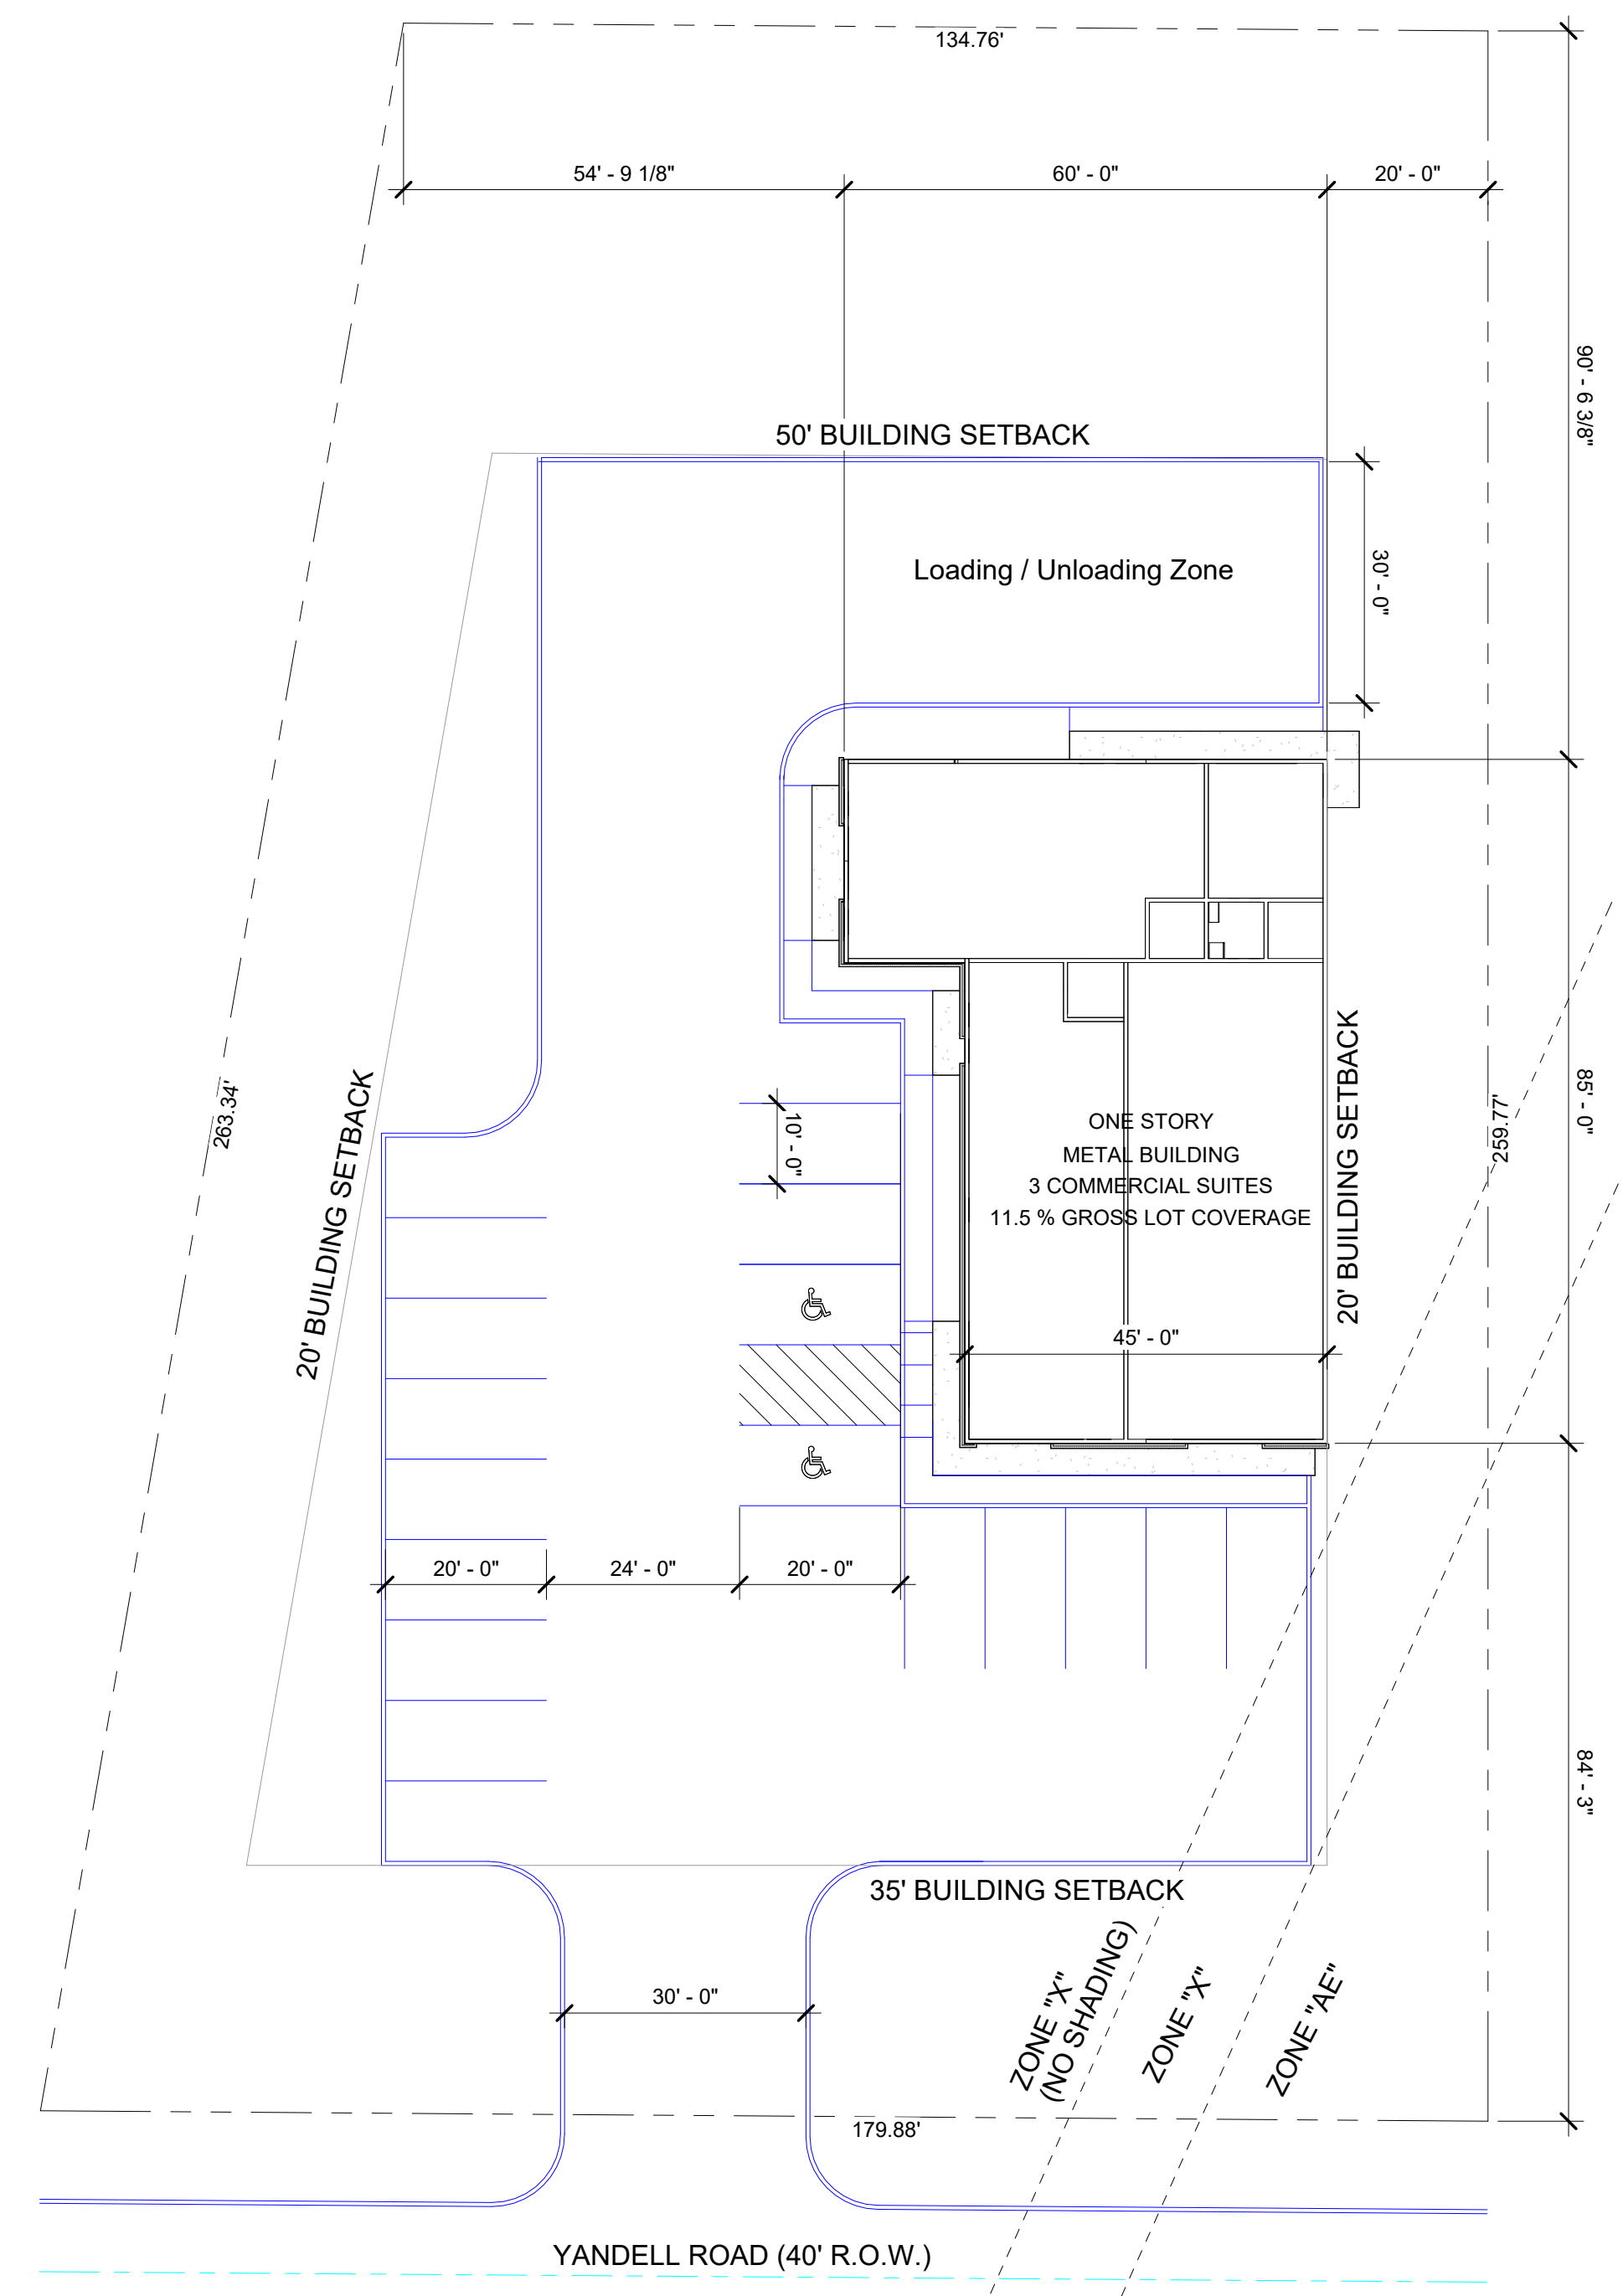 134.76'
54' - 9 1/8"
60' - 0"
20' - 0"
90' - 6 3/8"
50' BUILDING SETBACK
Loading / Unloading Zone
30' - 0"
20' BUILDING SETBACK
263.34'
10' - 0"
ONE STORY
METAL BUILDING
3 COMMERCIAL SUITES
11.5 % GROSS LOT COVERAGE
20' BUILDING SETBACK
259.77'
85' - 0"
45' - 0"
20' - 0"
24' - 0"
20' - 0"
84' - 3"
35' BUILDING SETBACK
30' - 0"
ZONE "X"
(NO SHADING)
ZONE "X"
ZONE "AE"
179.88'
YANDELL ROAD (40' R.O.W.)